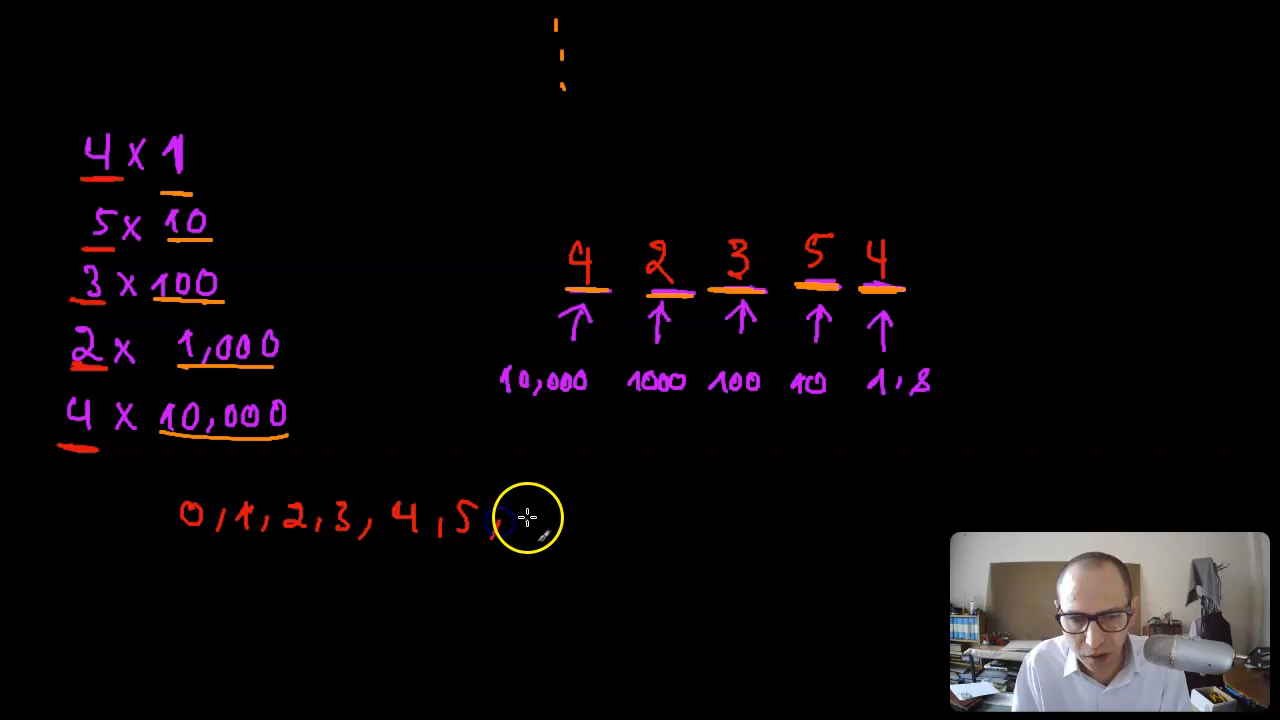 4 x 1
5 x 10
3 x 100
2 x 1,000
4 x 10,000
4 2 3 5 4
10,000 1000 100 10 1,s
0, 1, 2, 3, 4, 5,